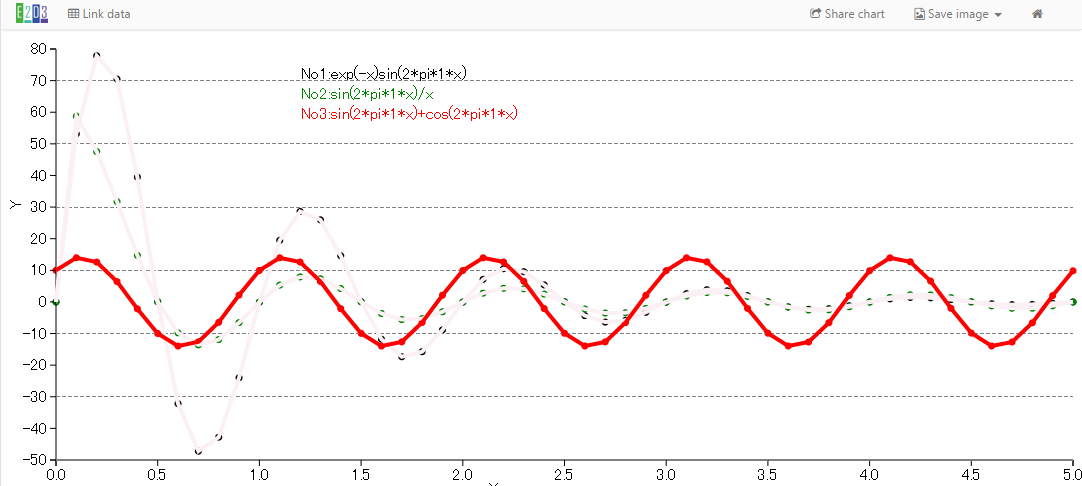 E2D3 Link data Share chart Save image
No1:exp(-x)sin(2*pi*1*x)
No2:sin(2*pi*1*x)/x
No3:sin(2*pi*1*x)+cos(2*pi*1*x)
80
70
60
50
40
30
20
10
0
-10
-20
-30
-40
-50
Y
0.0 0.5 1.0 1.5 2.0 2.5 3.0 3.5 4.0 4.5 5.0